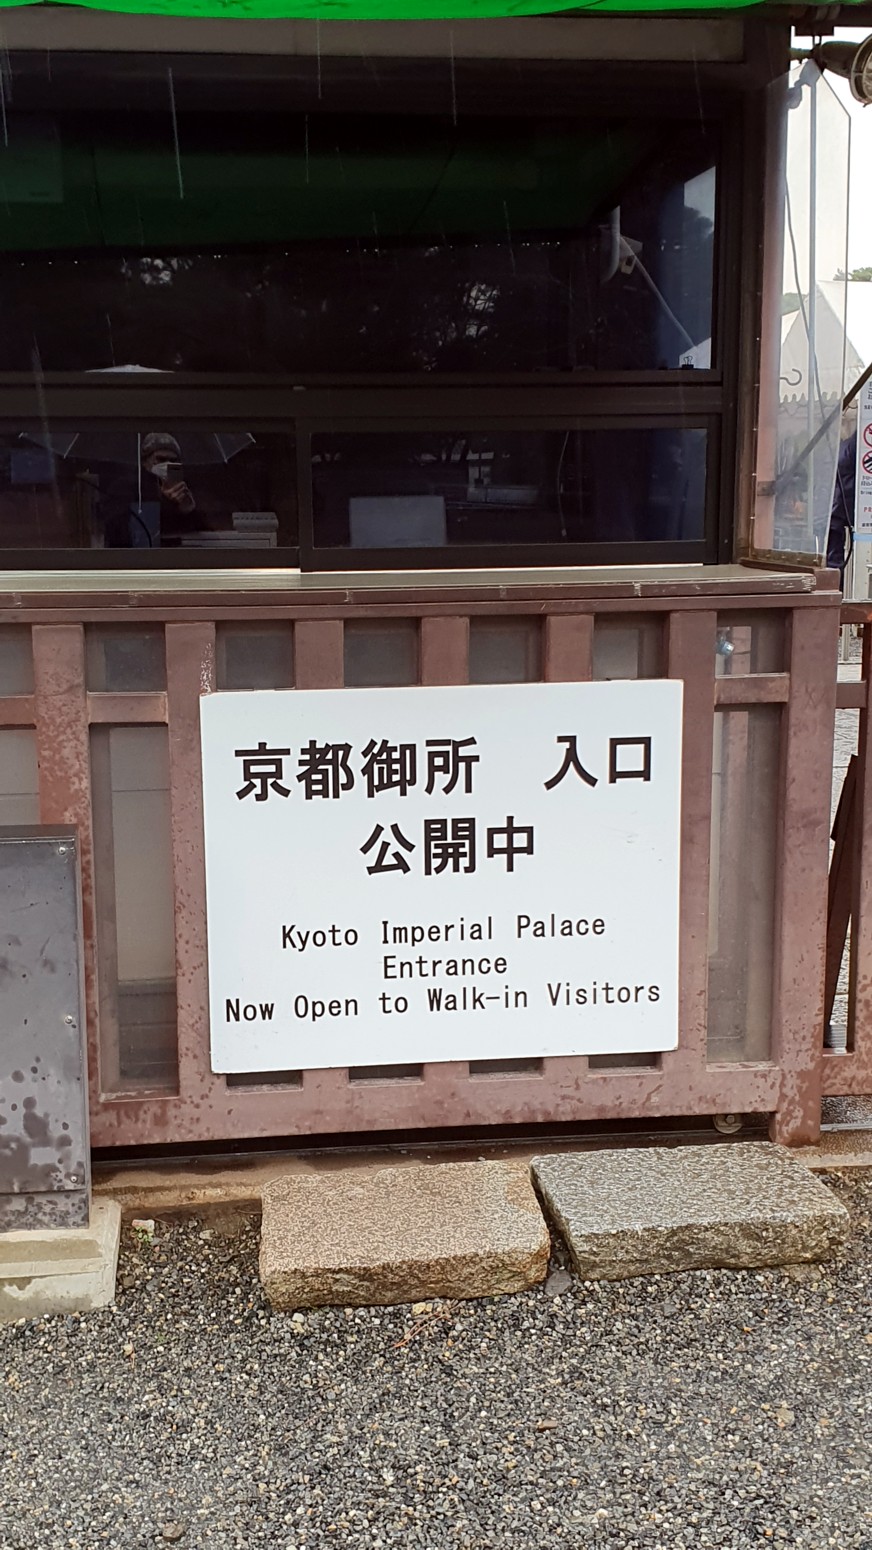 京都御所　入口
公開中
Kyoto Imperial Palace
Entrance
Now Open to Walk-in Visitors